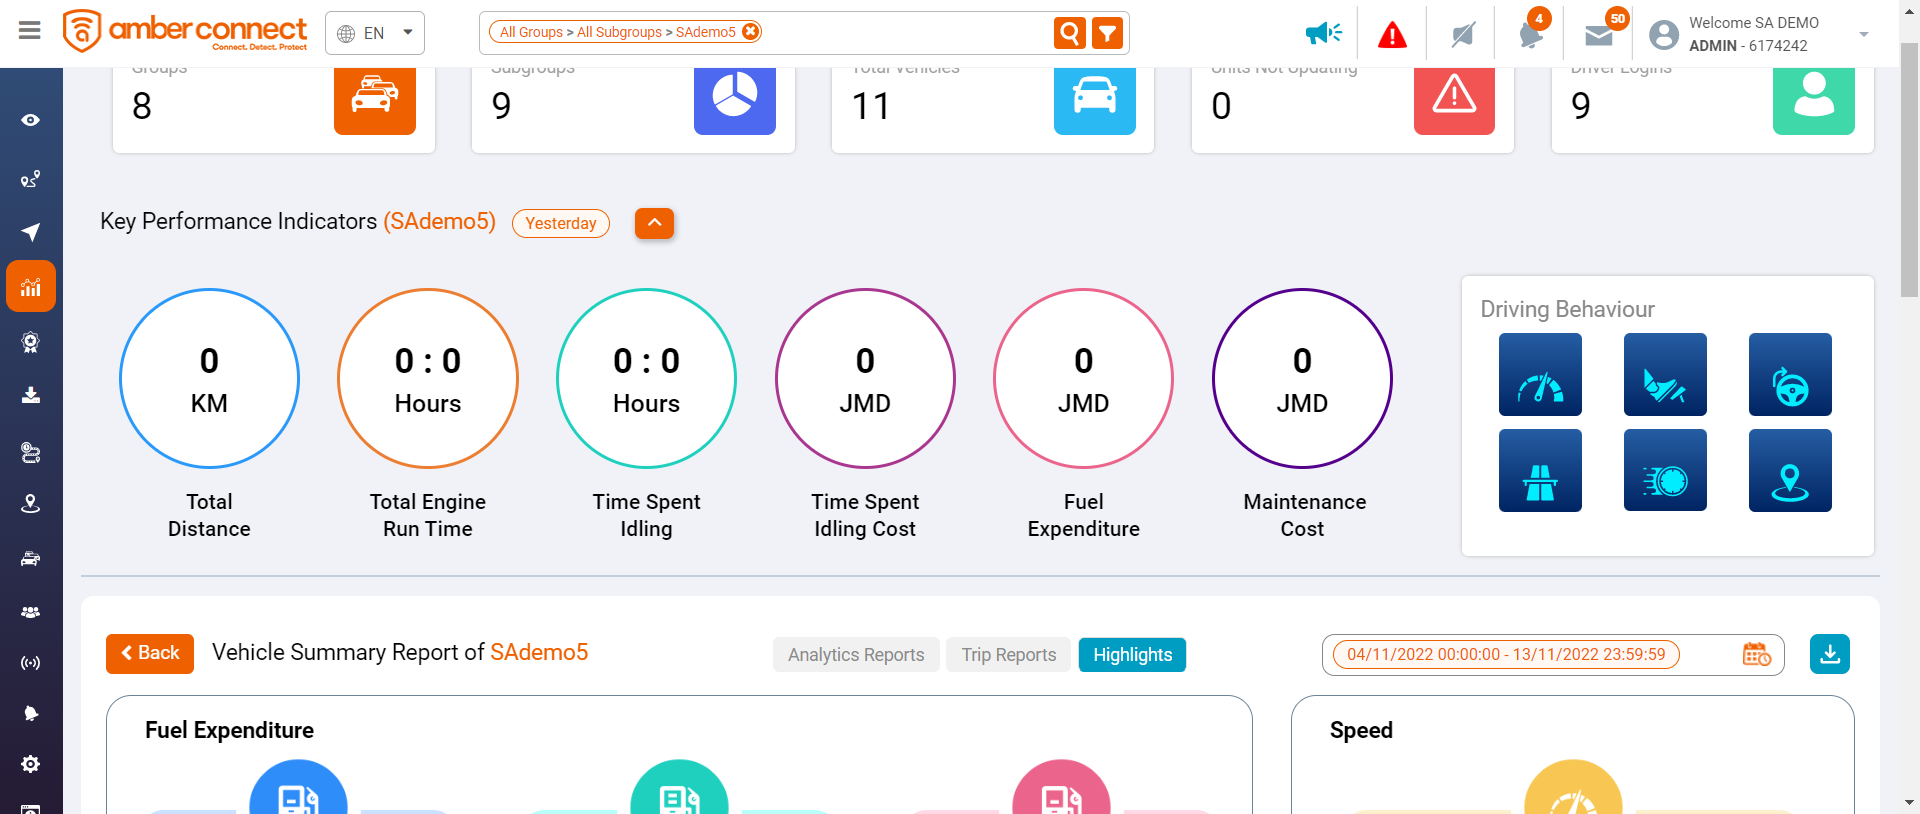 amber connect
Connect. Detect. Protect
EN
All Groups > All Subgroups > SAdemo5
4
50
Welcome SA DEMO
ADMIN - 6174242
Groups
8
Subgroups
9
Total Vehicles
11
Units Not Updating
0
Driver Logins
9
Key Performance Indicators (SAdemo5)
Yesterday
0
KM
Total
Distance
0 : 0
Hours
Total Engine
Run Time
0 : 0
Hours
Time Spent
Idling
0
JMD
Time Spent
Idling Cost
0
JMD
Fuel
Expenditure
0
JMD
Maintenance
Cost
Driving Behaviour
Back
Vehicle Summary Report of SAdemo5
Analytics Reports
Trip Reports
Highlights
04/11/2022 00:00:00 - 13/11/2022 23:59:59
Fuel Expenditure
Speed